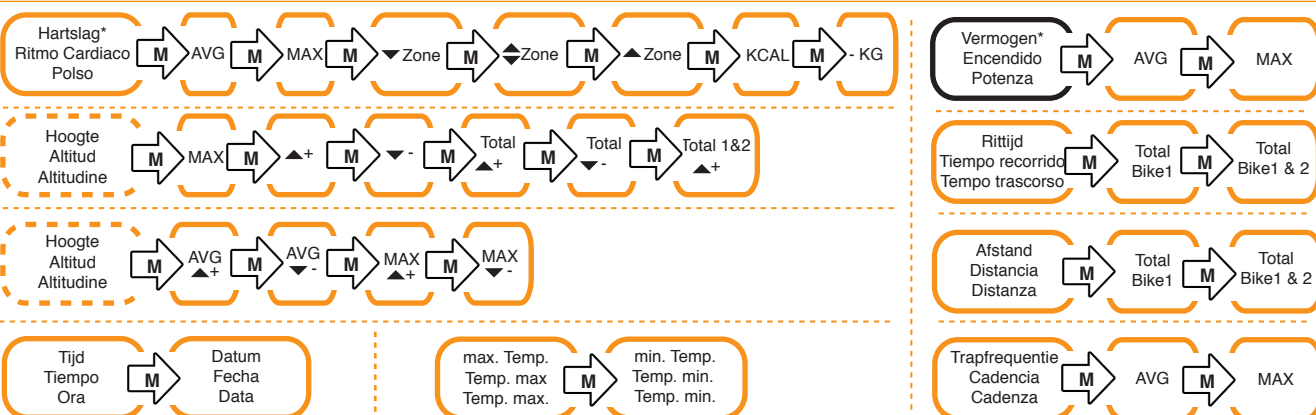 Hartslag*
Ritmo Cardiaco
Polso
M
AVG
M
MAX
M
▼Zone
M
Zone
M
▲Zone
M
KCAL
M
- KG
Hoogte
Altitud
Altitudine
M
MAX
M
▲+
M
▼-
M
Total
▲+
M
Total
▼-
M
Total 1&2
▲+
Hoogte
Altitud
Altitudine
M
AVG
▲+
M
AVG
▼-
M
MAX
▲+
M
MAX
▼-
Tijd
Tiempo
Ora
M
Datum
Fecha
Data
max. Temp.
Temp. max
Temp. max.
M
min. Temp.
Temp. min.
Temp. min.
Vermogen*
Encendido
Potenza
M
AVG
M
MAX
Rittijd
Tiempo recorrido
Tempo trascorso
M
Total
Bike1
M
Total
Bike1 & 2
Afstand
Distancia
Distanza
M
Total
Bike1
M
Total
Bike1 & 2
Trapfrequentie
Cadencia
Cadenza
M
AVG
M
MAX